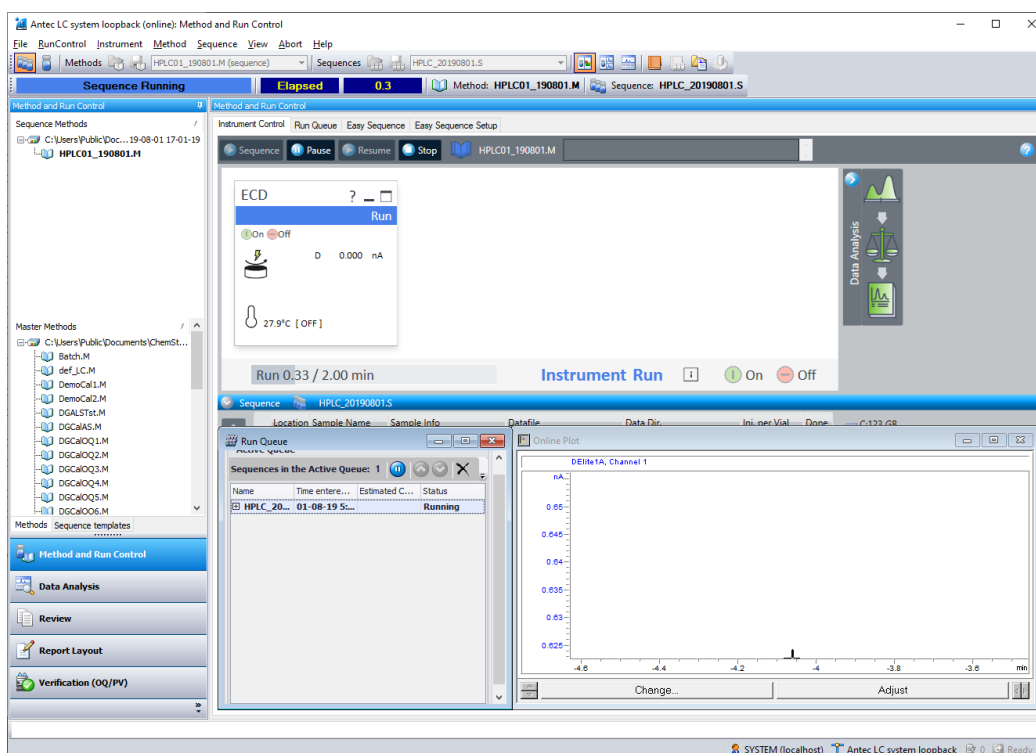 Antec LC system loopback (online): Method and Run Control
File RunControl Instrument Method Sequence View Abort Help
Methods HPLC01_190801.M (sequence) Sequences HPLC_20190801.S
Sequence Running Elapsed 0.3 Method: HPLC01_190801.M Sequence: HPLC_20190801.S
Method and Run Control
Sequence Methods /
C:\Users\Public\Doc...19-08-01 17-01-19
HPLC01_190801.M
Master Methods /
C:\Users\Public\Documents\ChemSt...
Batch.M
def_LC.M
DemoCal1.M
DemoCal2.M
DGALSTst.M
DGCalAS.M
DGCalOQ1.M
DGCalOQ2.M
DGCalOQ3.M
DGCalOQ4.M
DGCalOQ5.M
DGCalOQ6.M
Methods Sequence templates
Method and Run Control
Data Analysis
Review
Report Layout
Verification (OQ/PV)
Method and Run Control
Instrument Control Run Queue Easy Sequence Easy Sequence Setup
Sequence Pause Resume Stop HPLC01_190801.M
ECD ?
Run
On Off
D 0.000 nA
27.9°C [ OFF ]
Data Analysis
Run 0.33 / 2.00 min Instrument Run i On Off
Sequence HPLC_20190801.S
Location Sample Name Sample Info Datafile Data Dir. Inj. per Vial Done C:123 GB
Run Queue
Active Queue
Sequences in the Active Queue: 1
Name Time entere... Estimated C... Status
HPLC_20... 01-08-19 5:... Running
Online Plot
DElite1A, Channel 1
nA
0.65
0.645
0.64
0.635
0.63
0.625
-4.6 -4.4 -4.2 -4 -3.8 -3.6 min
Change... Adjust
SYSTEM (localhost) Antec LC system loopback 0 Ready